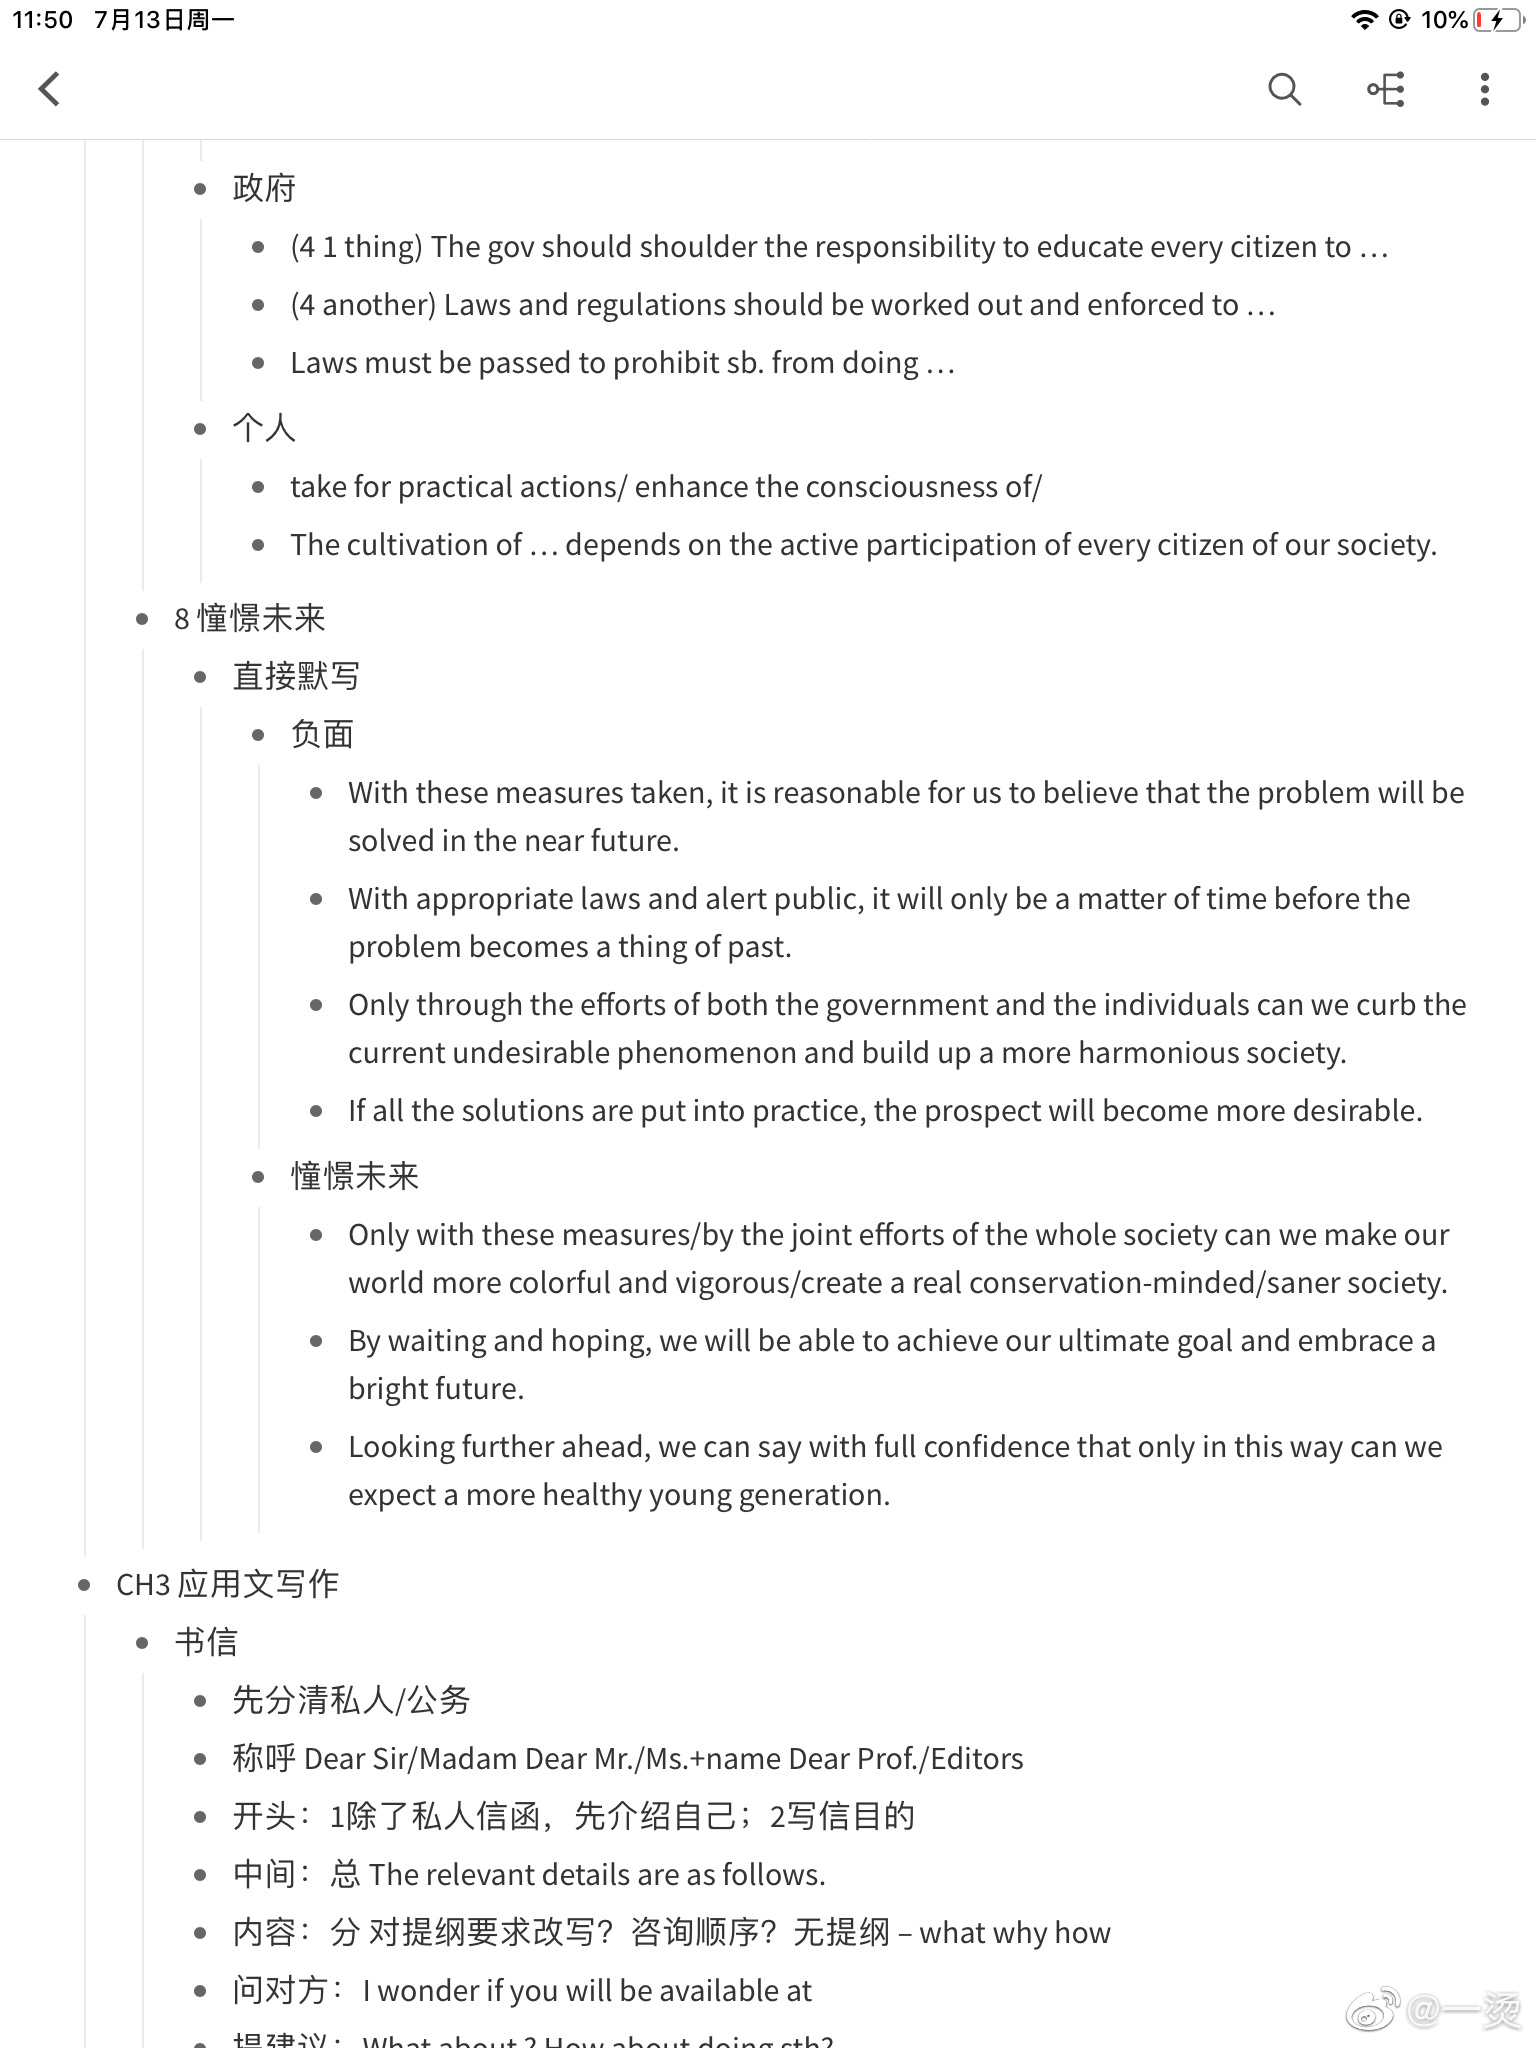 11:50 7月13日周一
10%
政府
(4 1 thing) The gov should shoulder the responsibility to educate every citizen to …
(4 another) Laws and regulations should be worked out and enforced to …
Laws must be passed to prohibit sb. from doing …
个人
take for practical actions/ enhance the consciousness of/
The cultivation of … depends on the active participation of every citizen of our society.
8 憧憬未来
直接默写
负面
With these measures taken, it is reasonable for us to believe that the problem will be
solved in the near future.
With appropriate laws and alert public, it will only be a matter of time before the
problem becomes a thing of past.
Only through the efforts of both the government and the individuals can we curb the
current undesirable phenomenon and build up a more harmonious society.
If all the solutions are put into practice, the prospect will become more desirable.
憧憬未来
Only with these measures/by the joint efforts of the whole society can we make our
world more colorful and vigorous/create a real conservation-minded/saner society.
By waiting and hoping, we will be able to achieve our ultimate goal and embrace a
bright future.
Looking further ahead, we can say with full confidence that only in this way can we
expect a more healthy young generation.
CH3 应用文写作
书信
先分清私人/公务
称呼 Dear Sir/Madam Dear Mr./Ms.+name Dear Prof./Editors
开头：1除了私人信函，先介绍自己；2写信目的
中间：总 The relevant details are as follows.
内容：分 对提纲要求改写？咨询顺序？无提纲 – what why how
问对方：I wonder if you will be available at
提建议：What about ? How about doing sth?
@一烫